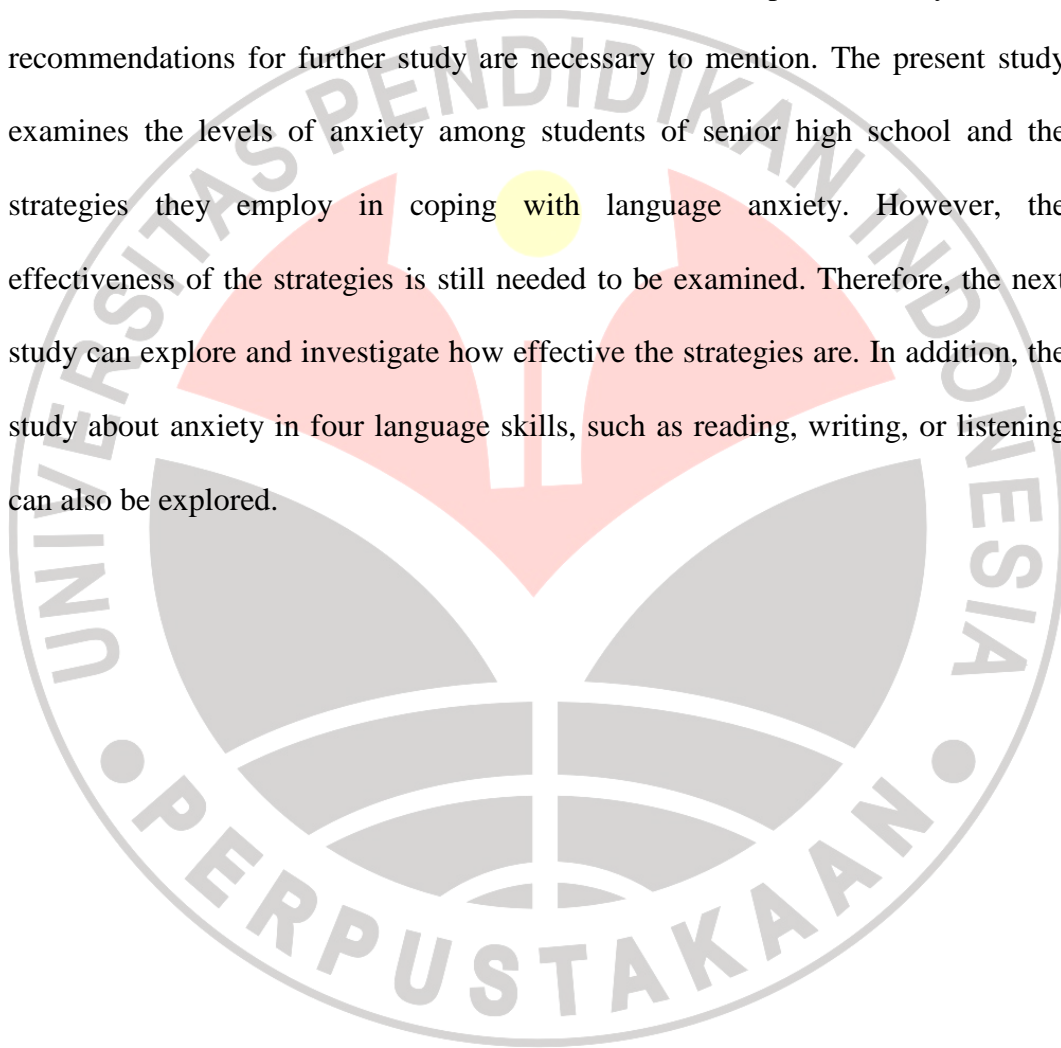 recommendations for further study are necessary to mention. The present study
examines the levels of anxiety among students of senior high school and the
strategies they employ in coping with language anxiety. However, the
effectiveness of the strategies is still needed to be examined. Therefore, the next
study can explore and investigate how effective the strategies are. In addition, the
study about anxiety in four language skills, such as reading, writing, or listening
can also be explored.
UNIVERSITAS PENDIDIKAN INDONESIA
PERPUSTAKAAN